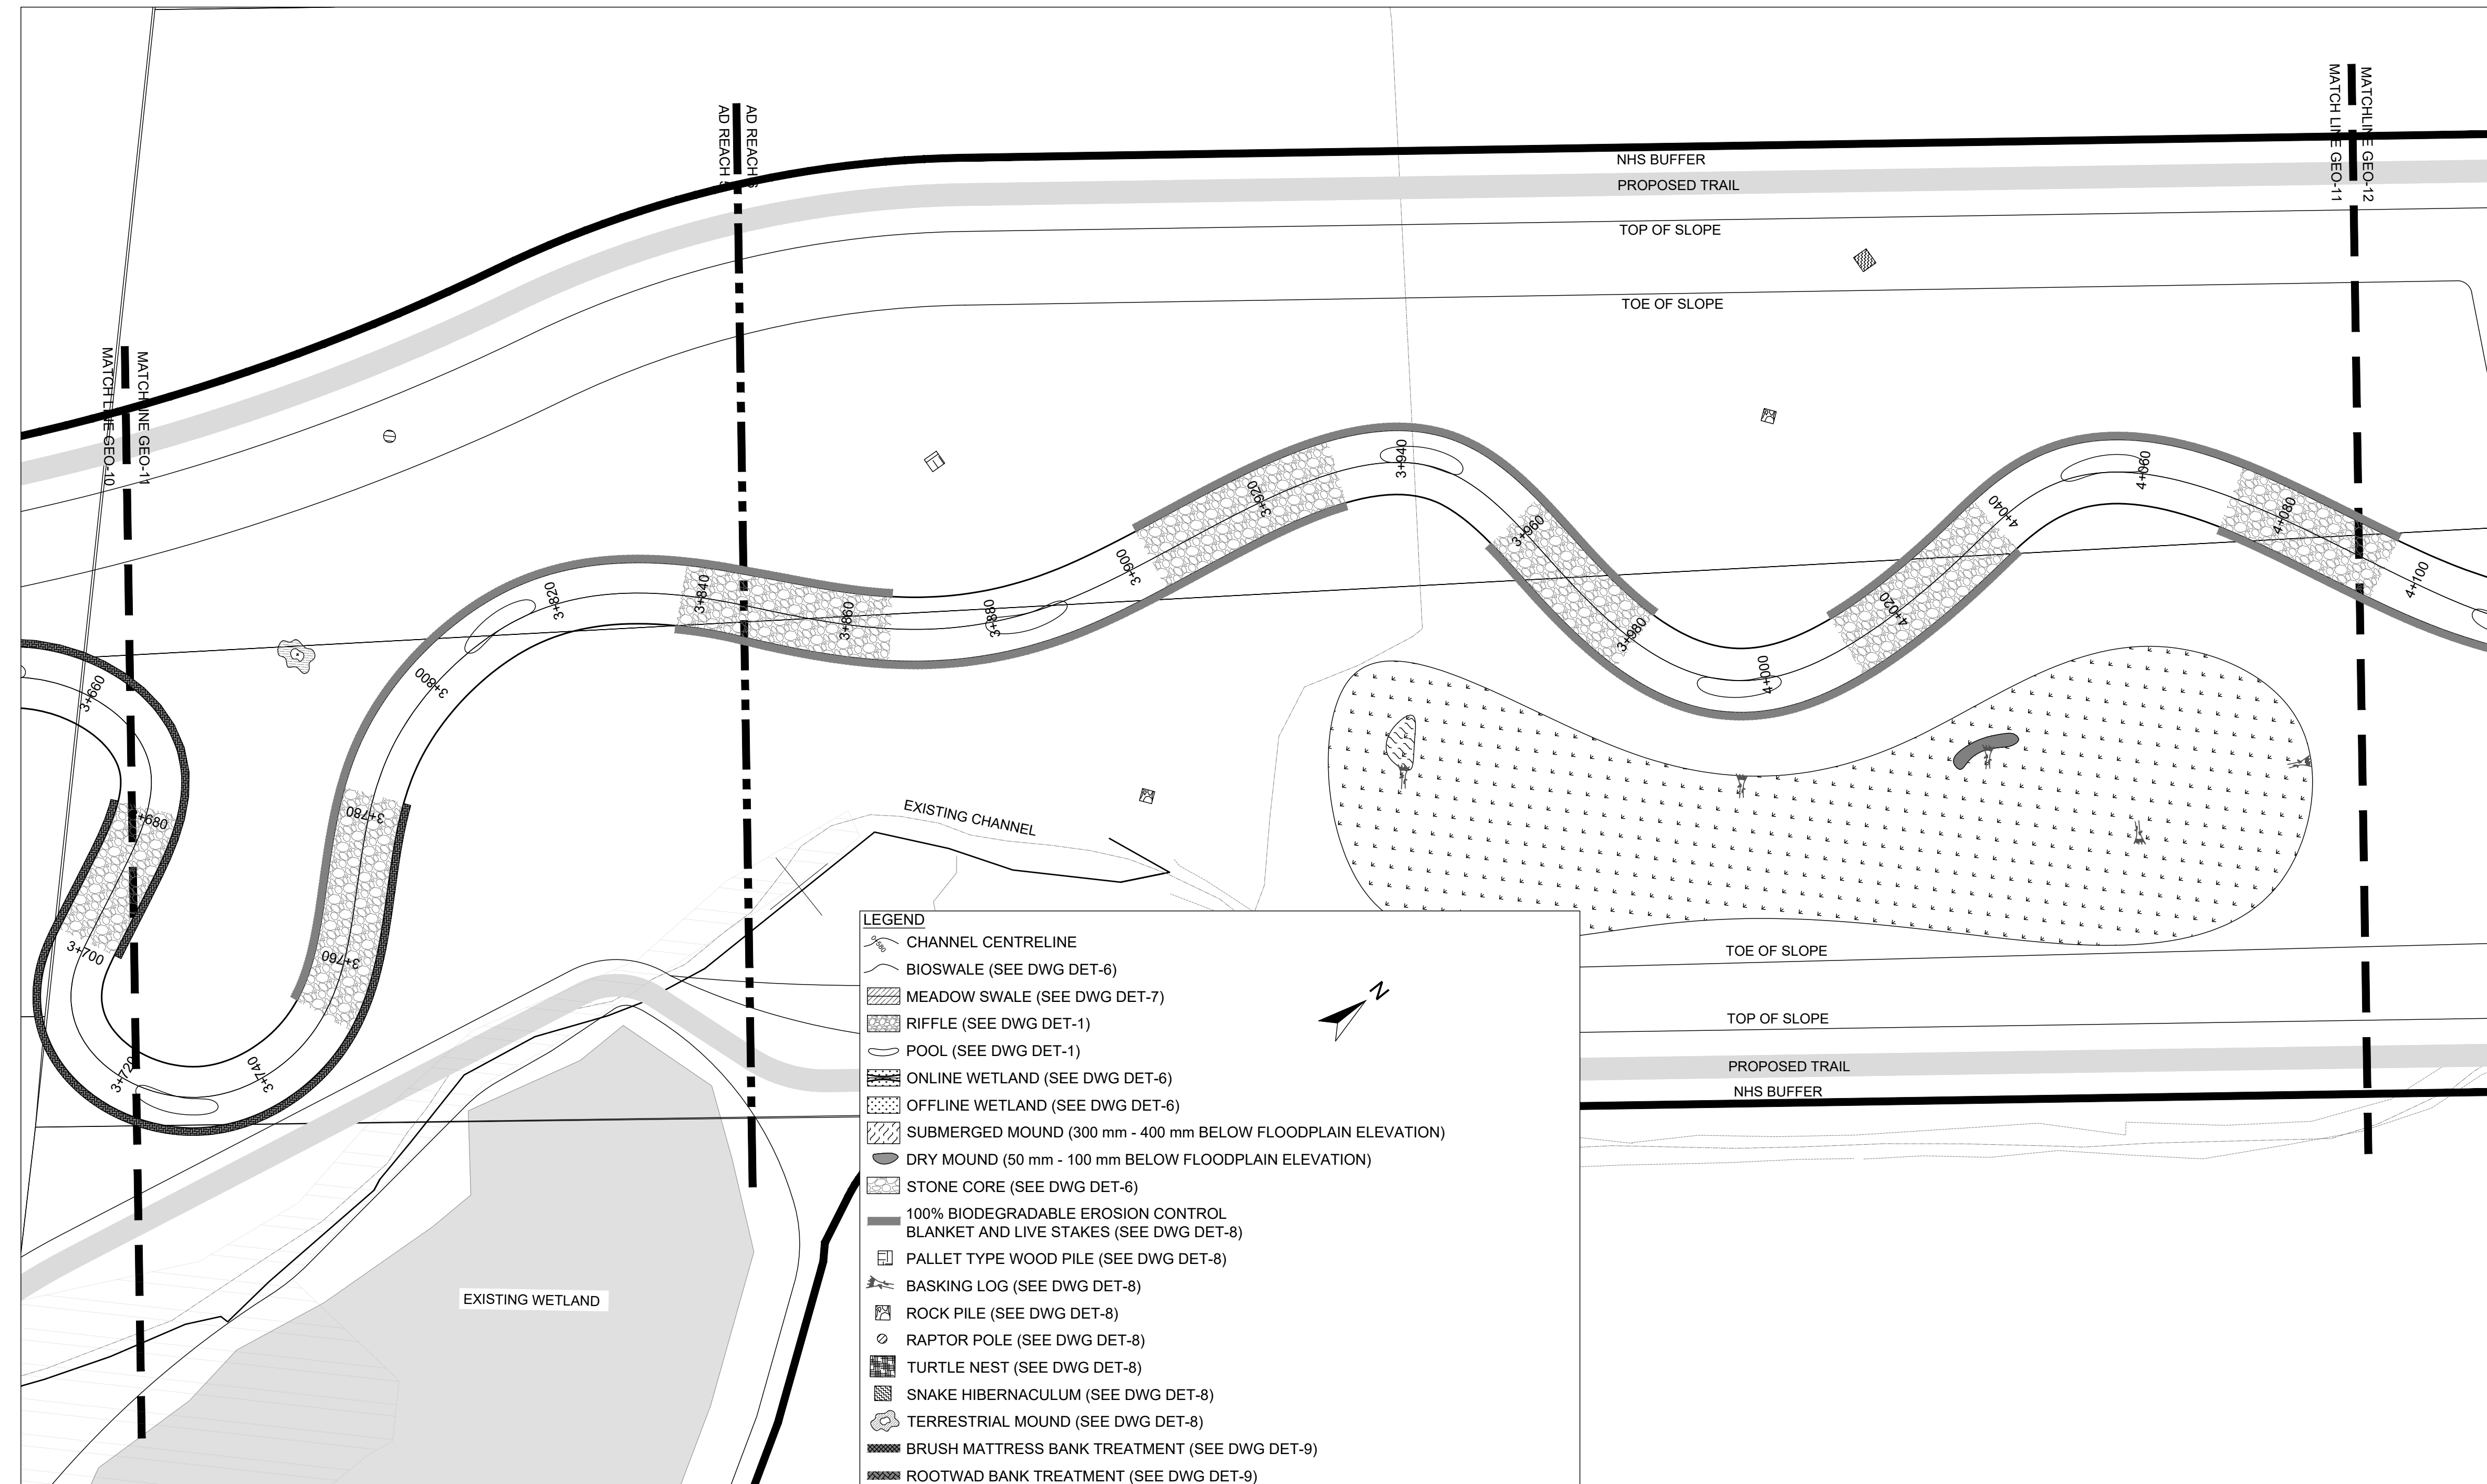 AD REACH 5
MATCH LINE GEO-11
MATCHLINE GEO-12
NHS BUFFER
PROPOSED TRAIL
TOP OF SLOPE
TOE OF SLOPE
MATCH LINE GEO-10
MATCHLINE GEO-11
3+660
3+680
3+700
3+720
3+740
3+760
3+780
3+800
3+820
3+840
3+860
3+880
3+900
3+920
3+940
3+960
3+980
4+000
4+020
4+040
4+060
4+080
4+100
EXISTING CHANNEL
TOE OF SLOPE
TOP OF SLOPE
PROPOSED TRAIL
NHS BUFFER
EXISTING WETLAND
N
LEGEND
CHANNEL CENTRELINE
BIOSWALE (SEE DWG DET-6)
MEADOW SWALE (SEE DWG DET-7)
RIFFLE (SEE DWG DET-1)
POOL (SEE DWG DET-1)
ONLINE WETLAND (SEE DWG DET-6)
OFFLINE WETLAND (SEE DWG DET-6)
SUBMERGED MOUND (300 mm - 400 mm BELOW FLOODPLAIN ELEVATION)
DRY MOUND (50 mm - 100 mm BELOW FLOODPLAIN ELEVATION)
STONE CORE (SEE DWG DET-6)
100% BIODEGRADABLE EROSION CONTROL
BLANKET AND LIVE STAKES (SEE DWG DET-8)
PALLET TYPE WOOD PILE (SEE DWG DET-8)
BASKING LOG (SEE DWG DET-8)
ROCK PILE (SEE DWG DET-8)
RAPTOR POLE (SEE DWG DET-8)
TURTLE NEST (SEE DWG DET-8)
SNAKE HIBERNACULUM (SEE DWG DET-8)
TERRESTRIAL MOUND (SEE DWG DET-8)
BRUSH MATTRESS BANK TREATMENT (SEE DWG DET-9)
ROOTWAD BANK TREATMENT (SEE DWG DET-9)